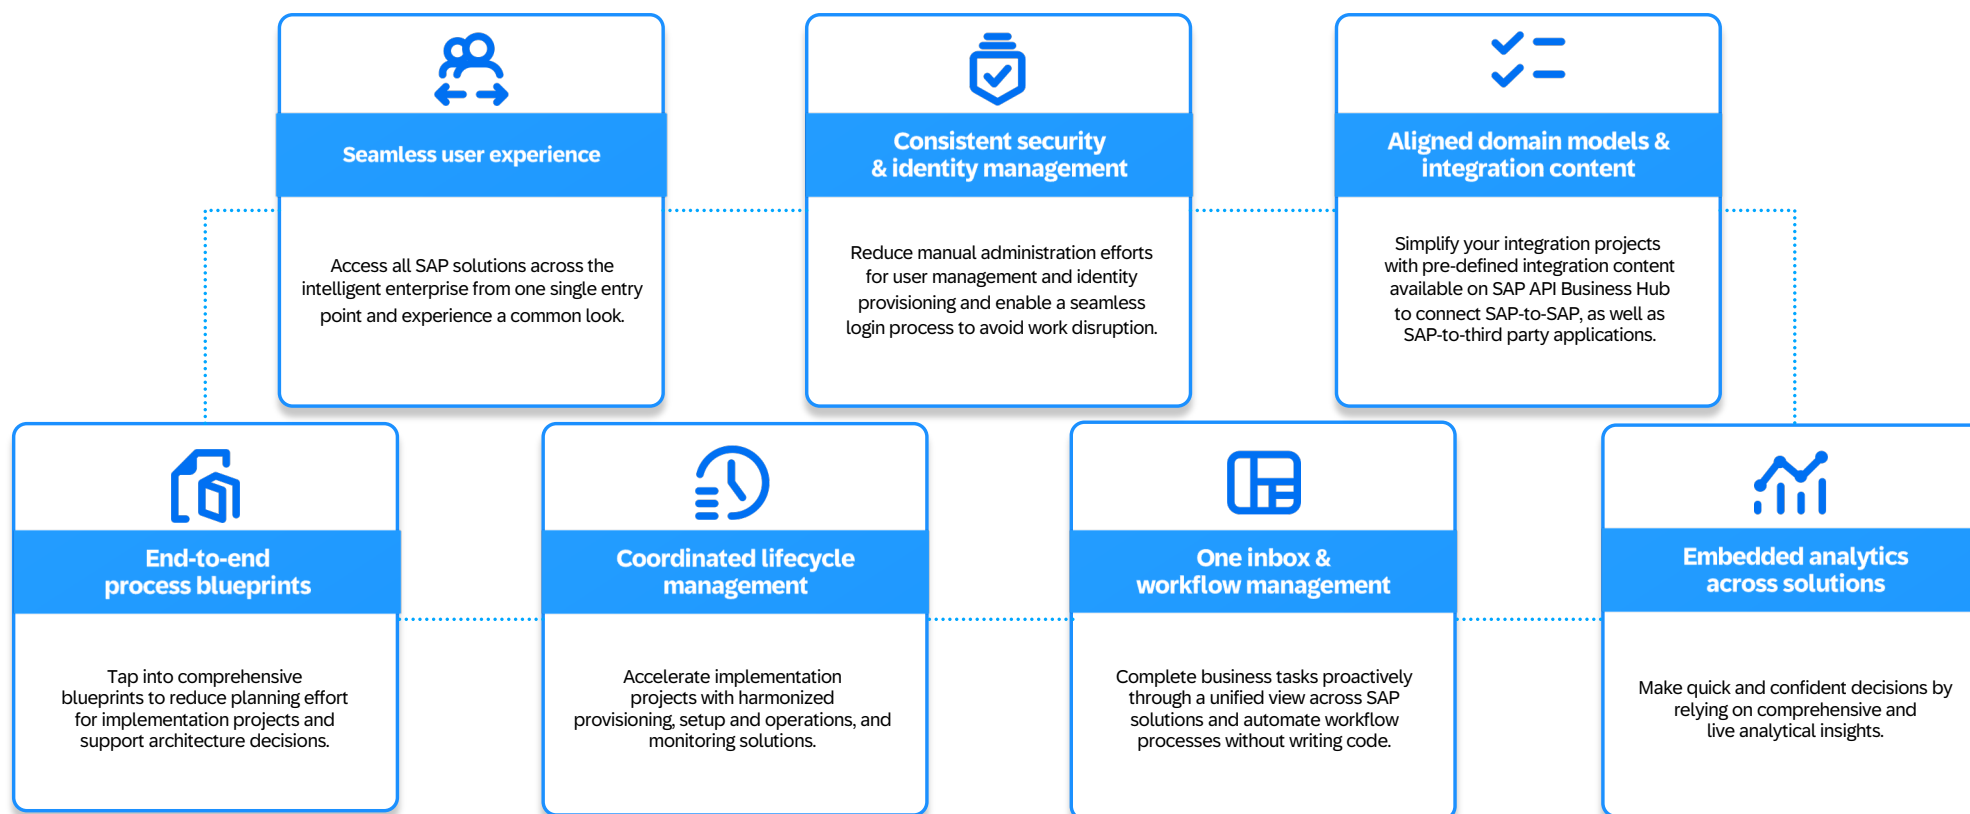 Seamless user experience
Access all SAP solutions across the
intelligent enterprise from one single entry
point and experience a common look.
Consistent security
& identity management
Reduce manual administration efforts
for user management and identity
provisioning and enable a seamless
login process to avoid work disruption.
Aligned domain models &
integration content
Simplify your integration projects
with pre-defined integration content
available on SAP API Business Hub
to connect SAP-to-SAP, as well as
SAP-to-third party applications.
End-to-end
process blueprints
Tap into comprehensive
blueprints to reduce planning effort
for implementation projects and
support architecture decisions.
Coordinated lifecycle
management
Accelerate implementation
projects with harmonized
provisioning, setup and operations, and
monitoring solutions.
One inbox &
workflow management
Complete business tasks proactively
through a unified view across SAP
solutions and automate workflow
processes without writing code.
Embedded analytics
across solutions
Make quick and confident decisions by
relying on comprehensive and
live analytical insights.